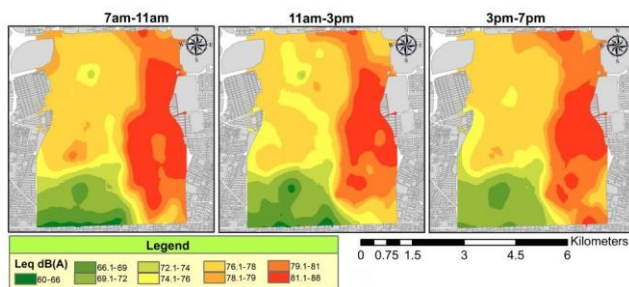 7am-11am 11am-3pm 3pm-7pm
Legend
Leq dB(A) 66.1-69 72.1-74 76.1-78 79.1-81
60-66 69.1-72 74.1-76 78.1-79 81.1-88
Kilometers
0 0.75 1.5 3 4.5 6